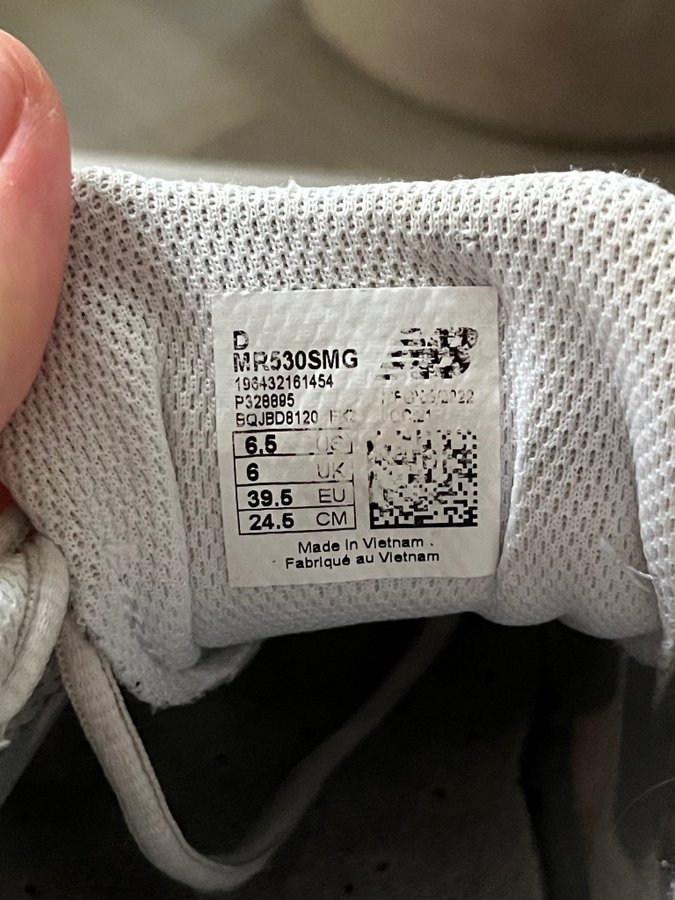 D
MR530SMG
196432161454
P328895
BQJBD8120
6.5 US
6 UK
39.5 EU
24.5 CM
Made in Vietnam .
Fabriqué au Vietnam